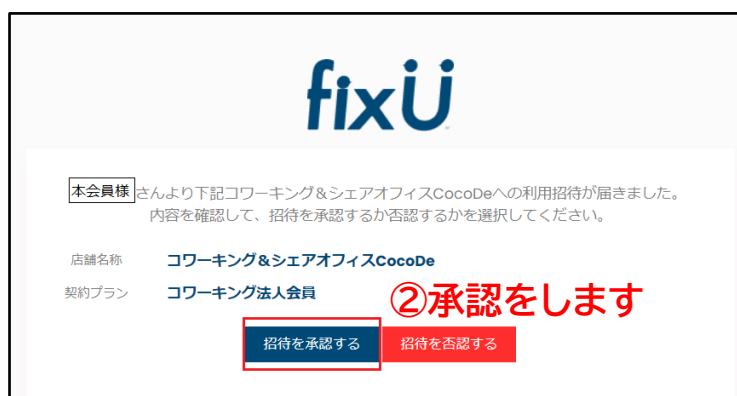 fixU
本会員様さんより下記コワーキング&シェアオフィスCocoDeへの利用招待が届きました。
内容を確認して、招待を承認するか否認するかを選択してください。
店舗名称 コワーキング&シェアオフィスCocoDe
契約プラン コワーキング法人会員
②承認をします
招待を承認する 招待を否認する